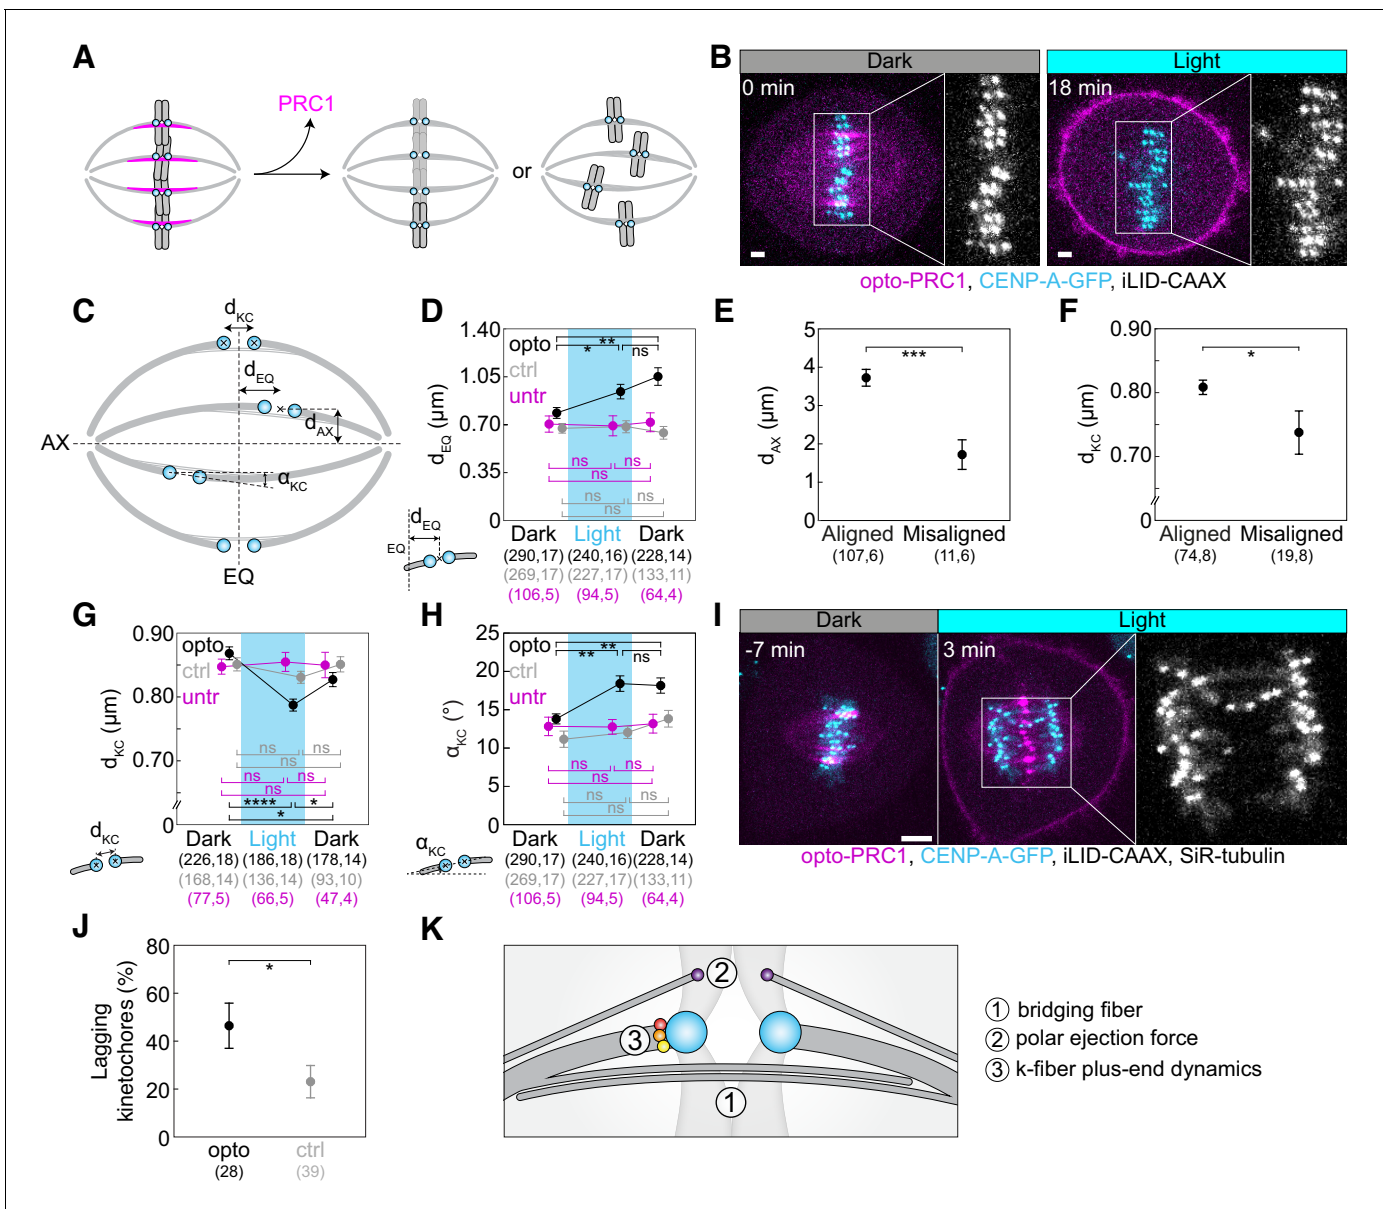 A
PRC1
or
B
Dark
Light
0 min
18 min
opto-PRC1, CENP-A-GFP, iLID-CAAX
C
dKC
dEQ
dAX
AX
αKC
EQ
D
dEQ (μm)
1.40
1.05
0.70
0.35
0
opto
ctrl
untr
** 
* ns
ns ns
ns
ns ns
ns
dEQ
EQ
Dark Light Dark
(290,17) (240,16) (228,14)
(269,17) (227,17) (133,11)
(106,5) (94,5) (64,4)
E
dAX (μm)
5
4
3
2
1
0
***
Aligned Misaligned
(107,6) (11,6)
F
dKC (μm)
0.90
0.80
0.70
0
*
Aligned Misaligned
(74,8) (19,8)
G
dKC (μm)
0.90
0.80
0.70
0
opto
ctrl
untr
ns ns
ns
ns ns
ns
**** *
*
dKC
Dark Light Dark
(226,18) (186,18) (178,14)
(168,14) (136,14) (93,10)
(77,5) (66,5) (47,4)
H
αKC (°)
25
20
15
10
5
0
opto
ctrl
untr
**
** ns
ns ns
ns
ns ns
ns
αKC
Dark Light Dark
(290,17) (240,16) (228,14)
(269,17) (227,17) (133,11)
(106,5) (94,5) (64,4)
I
Dark
Light
-7 min
3 min
opto-PRC1, CENP-A-GFP, iLID-CAAX, SiR-tubulin
J
Lagging
kinetochores (%)
80
60
40
20
0
*
opto ctrl
(28) (39)
K
2
3
1
1 bridging fiber
2 polar ejection force
3 k-fiber plus-end dynamics